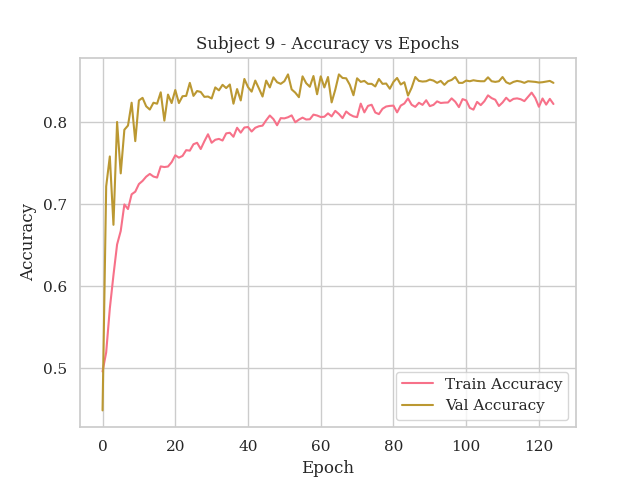 Subject 9 - Accuracy vs Epochs
Accuracy
0.8
0.7
0.6
0.5
Train Accuracy
Val Accuracy
0 20 40 60 80 100 120
Epoch